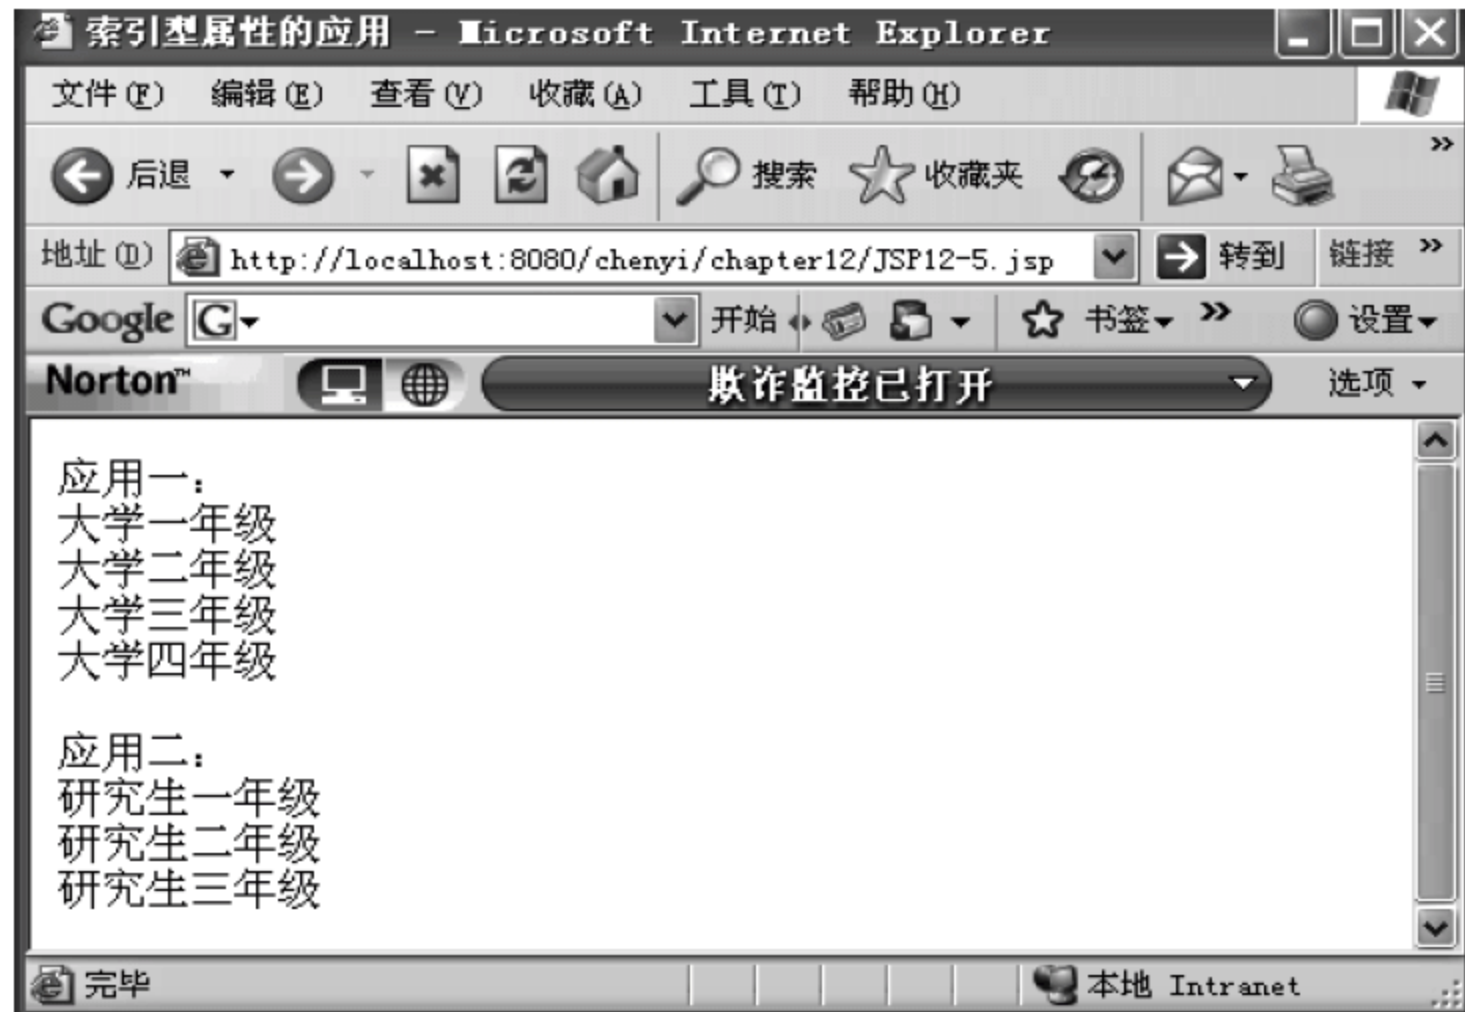 索引型属性的应用 - Microsoft Internet Explorer
文件(F) 编辑(E) 查看(V) 收藏(A) 工具(T) 帮助(H)
后退 搜索 收藏夹 »
地址(D) http://localhost:8080/chenyi/chapter12/JSP12-5.jsp 转到 链接 »
Google G 开始 书签 » 设置
Norton™ 欺诈监控已打开 选项
应用一:
大学一年级
大学二年级
大学三年级
大学四年级
应用二:
研究生一年级
研究生二年级
研究生三年级
完毕 本地 Intranet